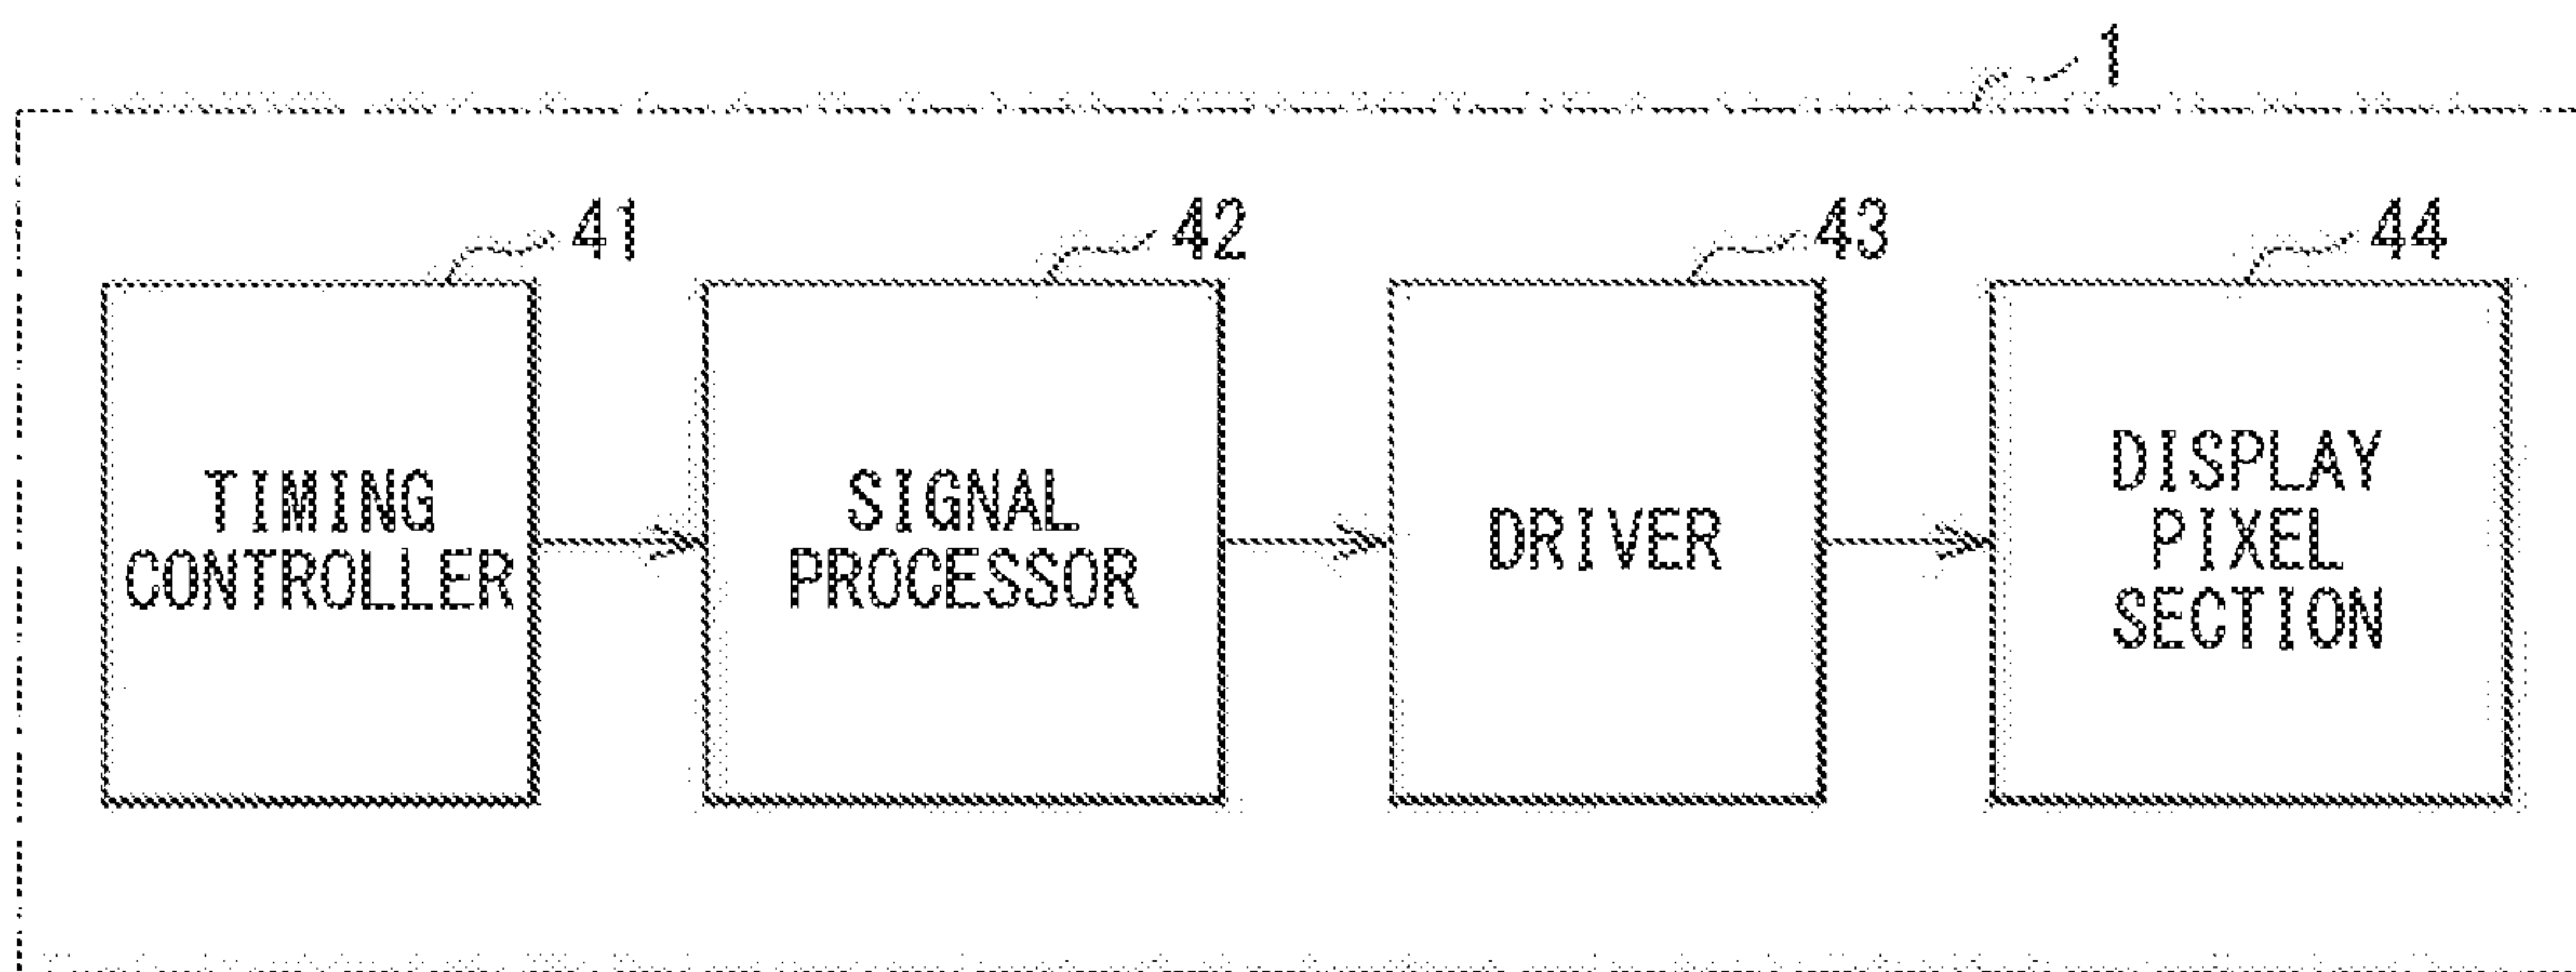 1
41
42
43
44
TIMING
CONTROLLER
SIGNAL
PROCESSOR
DRIVER
DISPLAY
PIXEL
SECTION